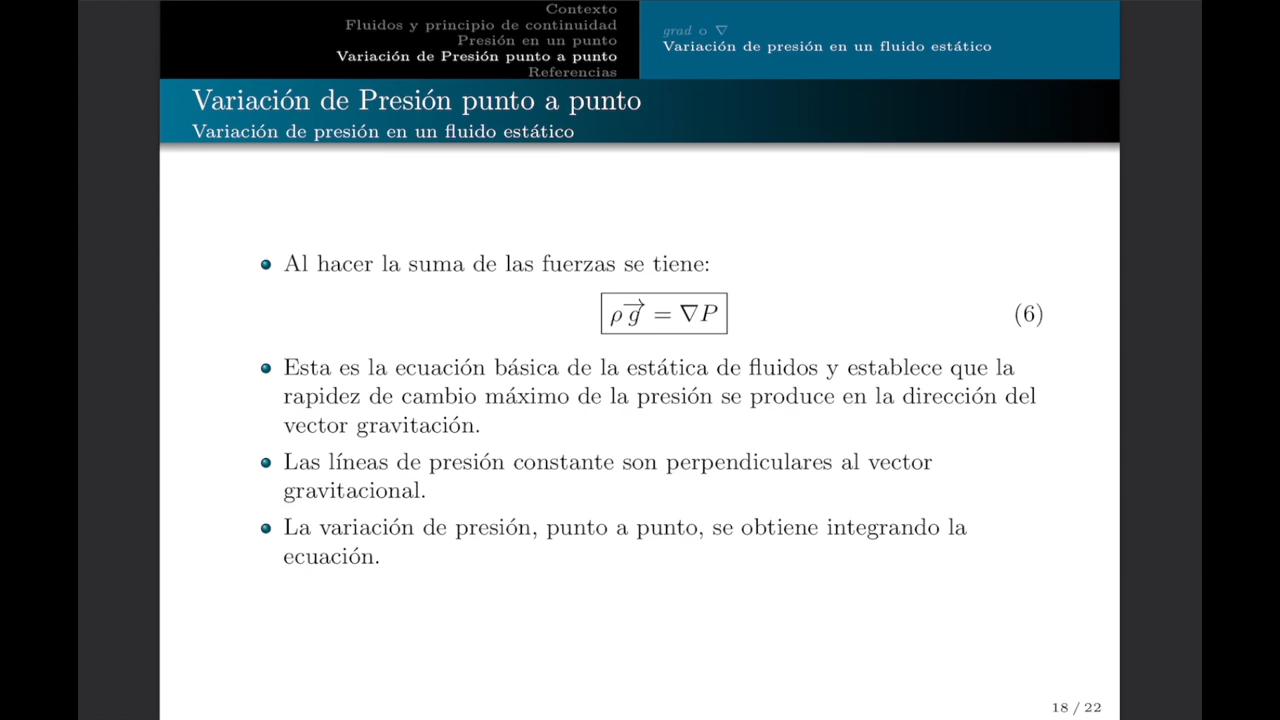 Contexto
Fluidos y principio de continuidad
Presión en un punto
Variación de Presión punto a punto
Referencias
grad o ∇
Variación de presión en un fluido estático
Variación de Presión punto a punto
Variación de presión en un fluido estático
Al hacer la suma de las fuerzas se tiene:
ρg⃗ = ∇P (6)
Esta es la ecuación básica de la estática de fluidos y establece que la
rapidez de cambio máximo de la presión se produce en la dirección del
vector gravitación.
Las líneas de presión constante son perpendiculares al vector
gravitacional.
La variación de presión, punto a punto, se obtiene integrando la
ecuación.
18 / 22